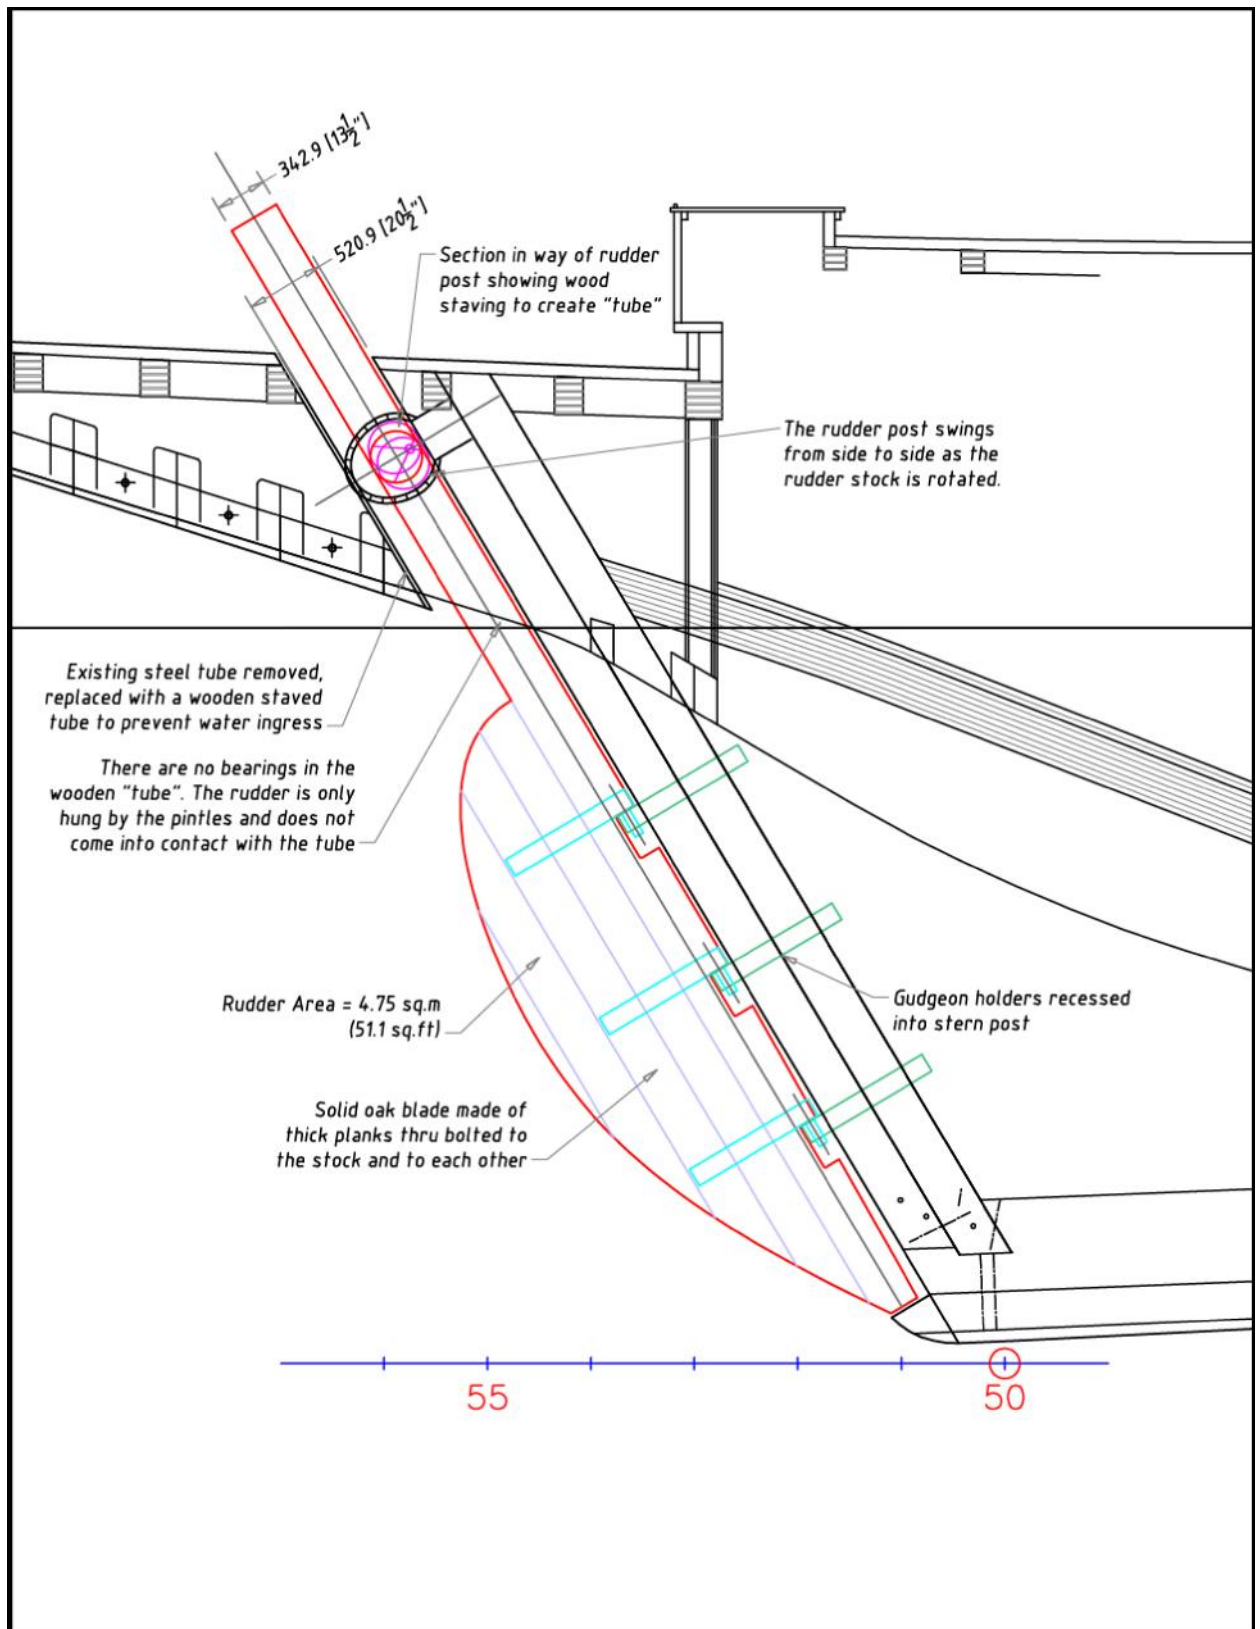 342.9 [13 1/2"]
520.9 [20 1/2"]
Section in way of rudder
post showing wood
staving to create "tube"
The rudder post swings
from side to side as the
rudder stock is rotated.
Existing steel tube removed,
replaced with a wooden staved
tube to prevent water ingress
There are no bearings in the
wooden "tube". The rudder is only
hung by the pintles and does not
come into contact with the tube
Rudder Area = 4.75 sq.m
(51.1 sq.ft)
Gudgeon holders recessed
into stern post
Solid oak blade made of
thick planks thru bolted to
the stock and to each other
55
50